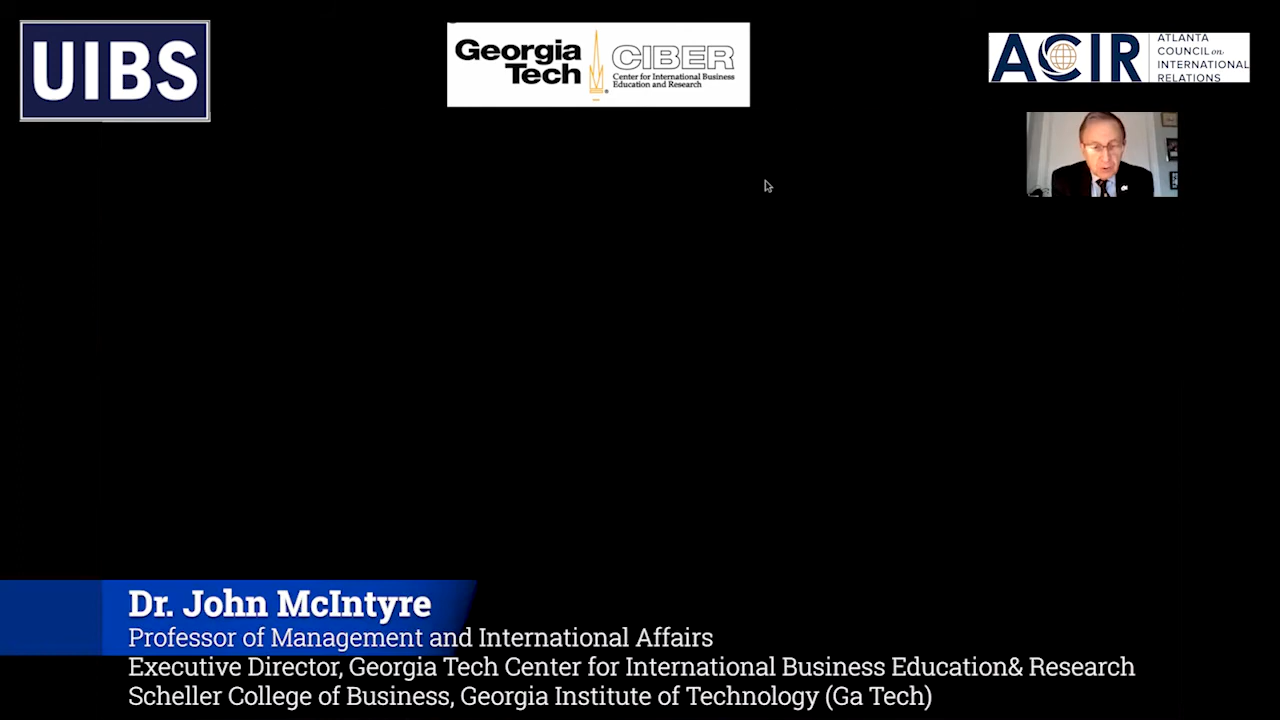 UIBS
Georgia
Tech
CIBER
Center for International Business
Education and Research
ACIR
ATLANTA
COUNCIL on
INTERNATIONAL
RELATIONS
Dr. John McIntyre
Professor of Management and International Affairs
Executive Director, Georgia Tech Center for International Business Education& Research
Scheller College of Business, Georgia Institute of Technology (Ga Tech)